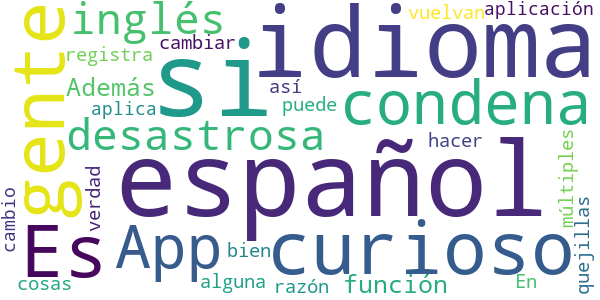 gente
inglés
idioma
vuelvan
aplicación
registra
cambiar
si
Además
así
aplica
puede
condena
desastrosa
hacer
español
múltiples
quejillas
cambio
verdad
Es
App
curioso
bien
cosas
alguna
razón
función
En